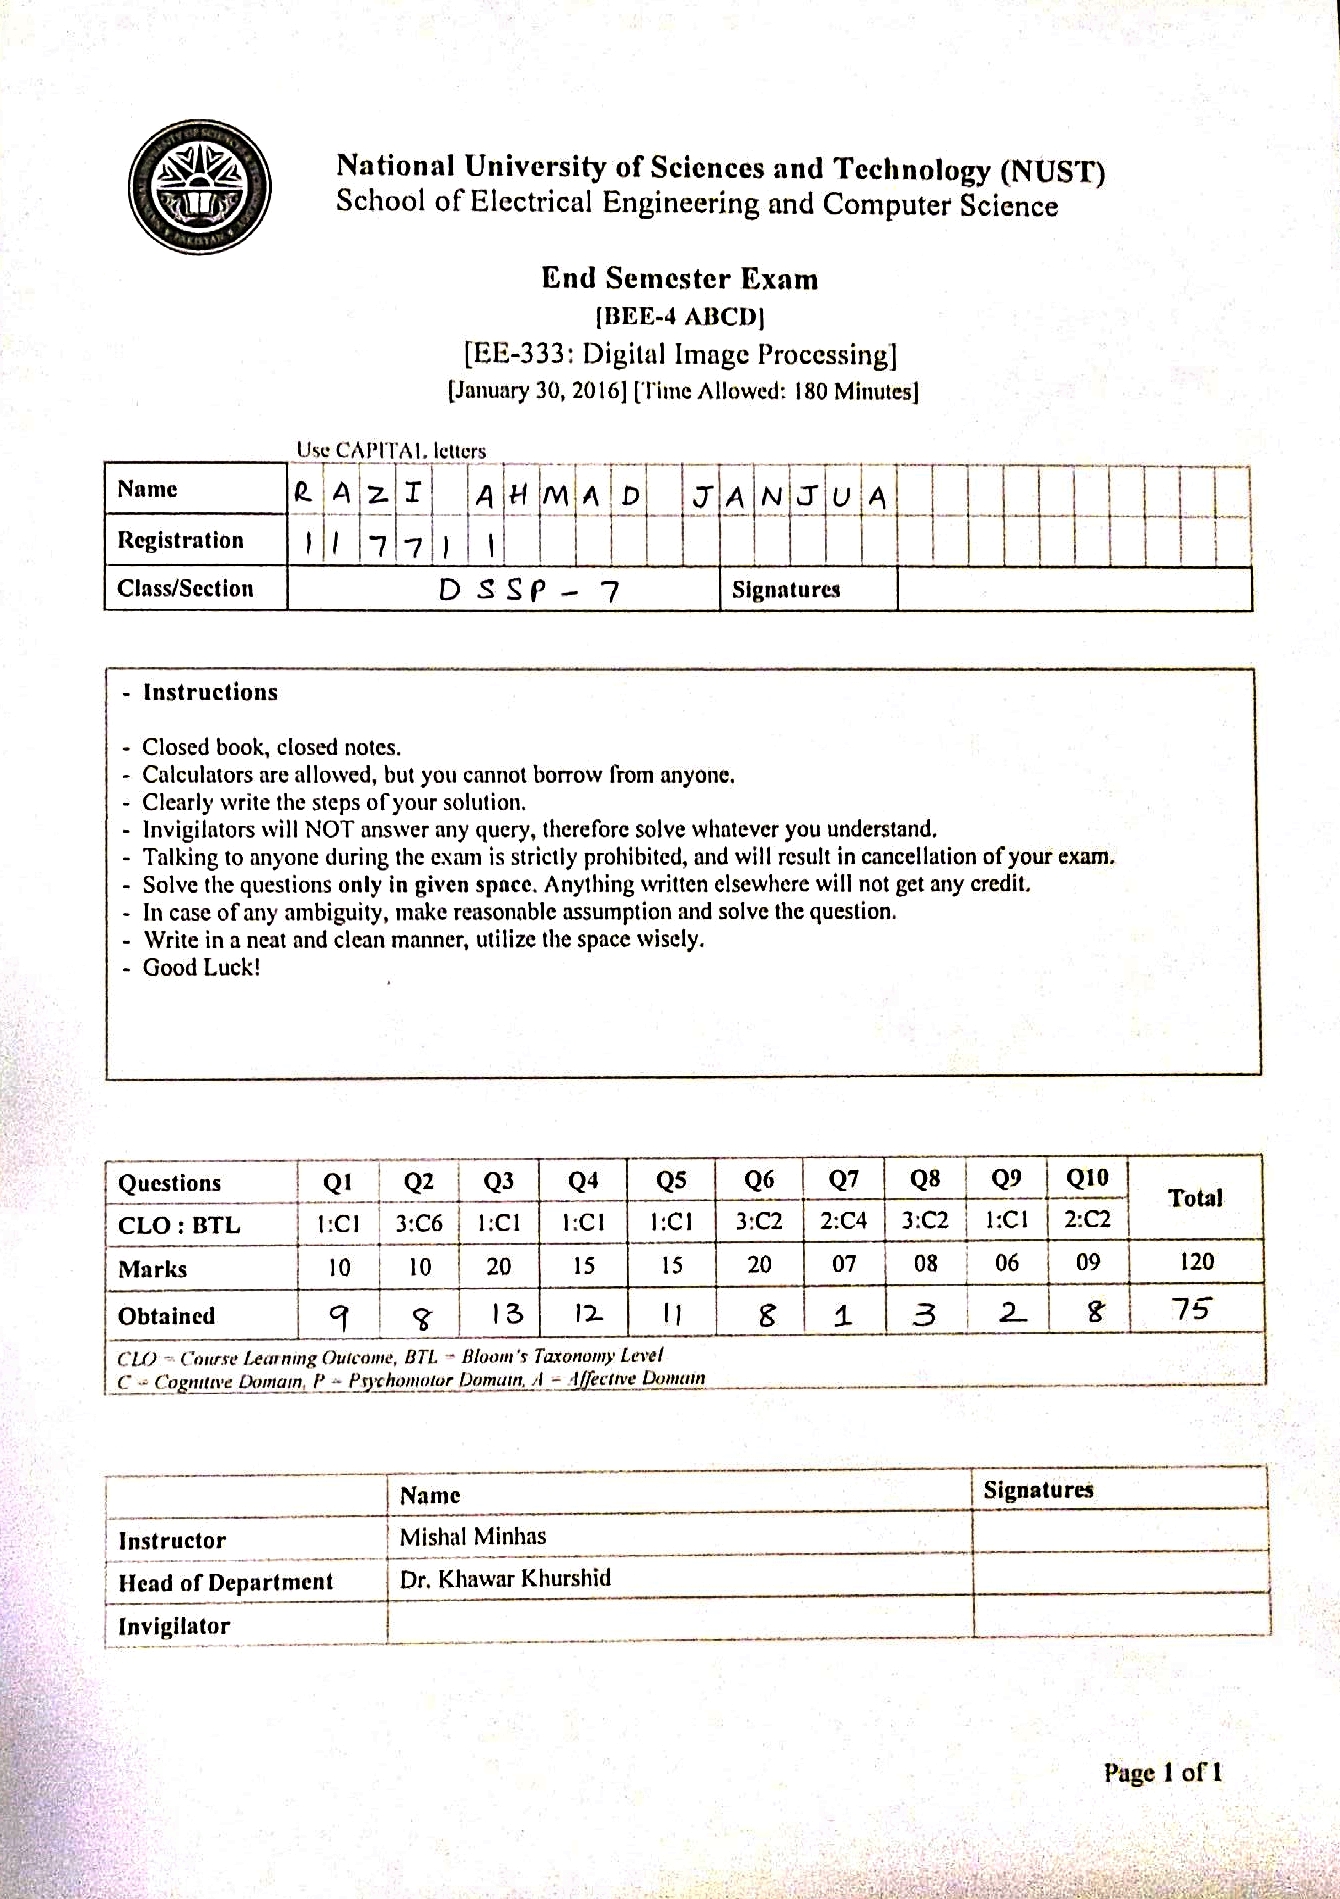 National University of Sciences and Technology (NUST)
School of Electrical Engineering and Computer Science
End Semester Exam
[BEE-4 ABCD]
[EE-333: Digital Image Processing]
[January 30, 2016] [Time Allowed: 180 Minutes]
Use CAPITAL letters
Name RAZI AHMAD JANJUA
Registration 117711
Class/Section DSSP-7 Signatures
- Instructions
- Closed book, closed notes.
- Calculators are allowed, but you cannot borrow from anyone.
- Clearly write the steps of your solution.
- Invigilators will NOT answer any query, therefore solve whatever you understand.
- Talking to anyone during the exam is strictly prohibited, and will result in cancellation of your exam.
- Solve the questions only in given space. Anything written elsewhere will not get any credit.
- In case of any ambiguity, make reasonable assumption and solve the question.
- Write in a neat and clean manner, utilize the space wisely.
- Good Luck!
Questions Q1 Q2 Q3 Q4 Q5 Q6 Q7 Q8 Q9 Q10 Total
CLO : BTL 1:C1 3:C6 1:C1 1:C1 1:C1 3:C2 2:C4 3:C2 1:C1 2:C2
Marks 10 10 20 15 15 20 07 08 06 09 120
Obtained 9 8 13 12 11 8 1 3 2 8 75
CLO = Course Learning Outcome, BTL = Bloom's Taxonomy Level
C = Cognitive Domain, P = Psychomotor Domain, A = Affective Domain
Name Signatures
Instructor Mishal Minhas
Head of Department Dr. Khawar Khurshid
Invigilator
Page 1 of 1